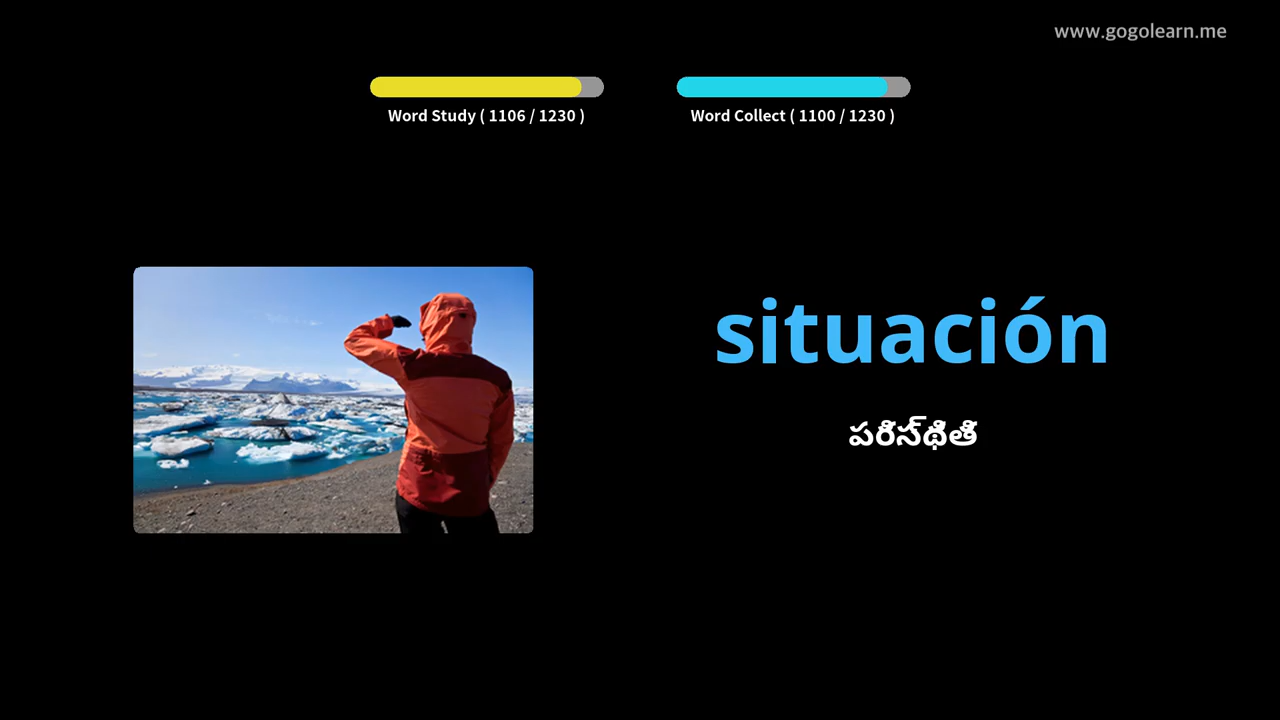 www.gogolearn.me
Word Study ( 1106 / 1230 )
Word Collect ( 1100 / 1230 )
situación
పరిస్థితి